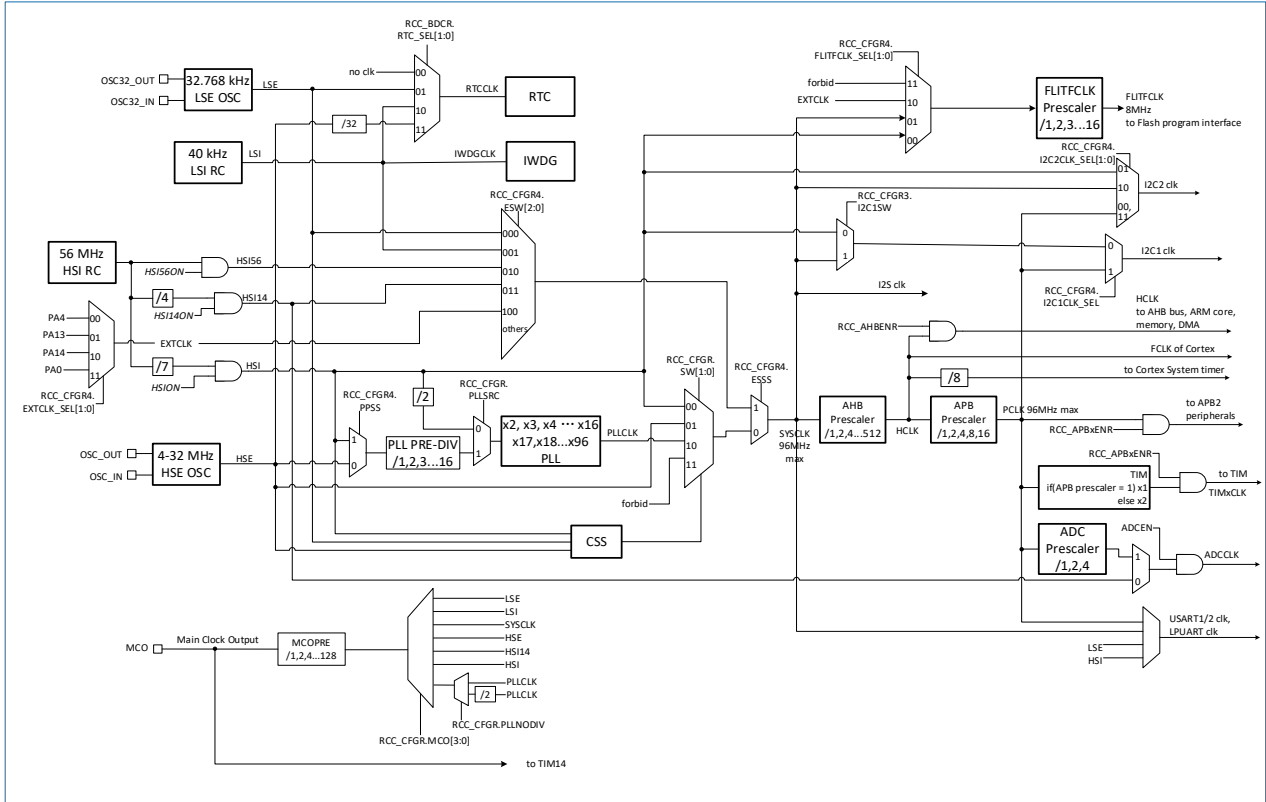 RCC_BDCR.
RTC_SEL[1:0]
no clk
00
01
10
11
OSC32_OUT
OSC32_IN
32.768 kHz
LSE OSC
LSE
/32
RTCCLK
RTC
40 kHz
LSI RC
LSI
IWDGCLK
IWDG
RCC_CFGR4.
FLITFCLK_SEL[1:0]
forbid
EXTCLK
11
10
01
00
FLITFCLK
Prescaler
/1,2,3...16
FLITFCLK
8MHz
to Flash program interface
RCC_CFGR4.
I2C2CLK_SEL[1:0]
01
10
00,
11
I2C2 clk
RCC_CFGR3.
I2C1SW
0
1
0
1
I2C1 clk
RCC_CFGR4.
I2C1CLK_SEL
I2S clk
RCC_CFGR4.
ESW[2:0]
000
001
010
011
100
others
56 MHz
HSI RC
HSI56ON
HSI56
/4
HSI14ON
HSI14
PA4
PA13
PA14
PA0
00
01
10
11
EXTCLK
RCC_CFGR4.
EXTCLK_SEL[1:0]
/7
HSION
HSI
HCLK
to AHB bus, ARM core,
memory, DMA
RCC_AHBENR
FCLK of Cortex
/8
to Cortex System timer
RCC_CFGR4.
PPSS
1
0
/2
RCC_CFGR.
PLLSRC
0
1
PLL PRE-DIV
/1,2,3...16
x2, x3, x4 ··· x16
x17,x18...x96
PLL
PLLCLK
RCC_CFGR.
SW[1:0]
00
01
10
11
forbid
RCC_CFGR4.
ESSS
1
0
SYSCLK
96MHz
max
AHB
Prescaler
/1,2,4...512
HCLK
APB
Prescaler
/1,2,4,8,16
PCLK 96MHz max
RCC_APBxENR
to APB2
peripherals
OSC_OUT
OSC_IN
4-32 MHz
HSE OSC
HSE
CSS
RCC_APBxENR
TIM
if(APB prescaler = 1) x1
else x2
to TIM
TIMxCLK
ADC
Prescaler
/1,2,4
ADCEN
1
0
ADCCLK
USART1/2 clk,
LPUART clk
LSE
HSI
MCO
Main Clock Output
MCOPRE
/1,2,4...128
LSE
LSI
SYSCLK
HSE
HSI14
HSI
PLLCLK
/2
PLLCLK
RCC_CFGR.PLLNODIV
RCC_CFGR.MCO[3:0]
to TIM14